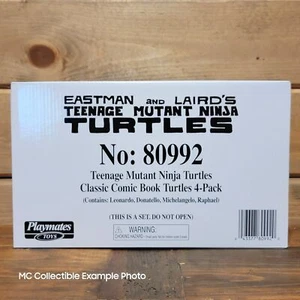 EASTMAN AND LAIRD'S
TEENAGE MUTANT NINJA
TURTLES
No: 80992
Teenage Mutant Ninja Turtles
Classic Comic Book Turtles 4-Pack
(Contains: Leonardo, Donatello, Michelangelo, Raphael)
(THIS IS A SET. DO NOT OPEN)
Playmates
TOYS
WARNING:
MC Collectible Example Photo